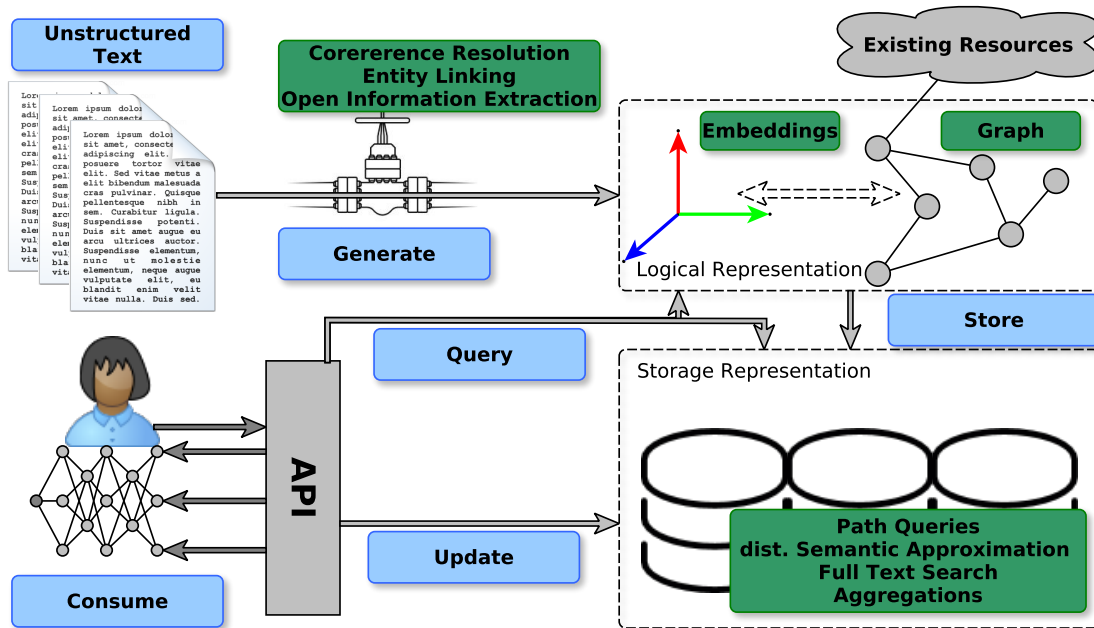 Unstructured
Text
Corererence Resolution
Entity Linking
Open Information Extraction
Existing Resources
Embeddings
Graph
Lorem ipsum dolor
sit amet, consecte
adipiscing elit.
posuere tortor vitae
elit. Sed vitae metus a
elit bibendum malesuada
cras pulvinar. Quisque
pellentesque nibh in
sem. Curabitur ligula.
Suspendisse potenti.
Duis sit amet augue eu
arcu ultrices auctor.
Suspendisse elementum,
nunc ut molestie
elementum, neque augue
vulputate elit, eu
blandit enim velit
vitae nulla. Duis sed.
Generate
Logical Representation
Store
Query
Storage Representation
API
Update
Consume
Path Queries
dist. Semantic Approximation
Full Text Search
Aggregations